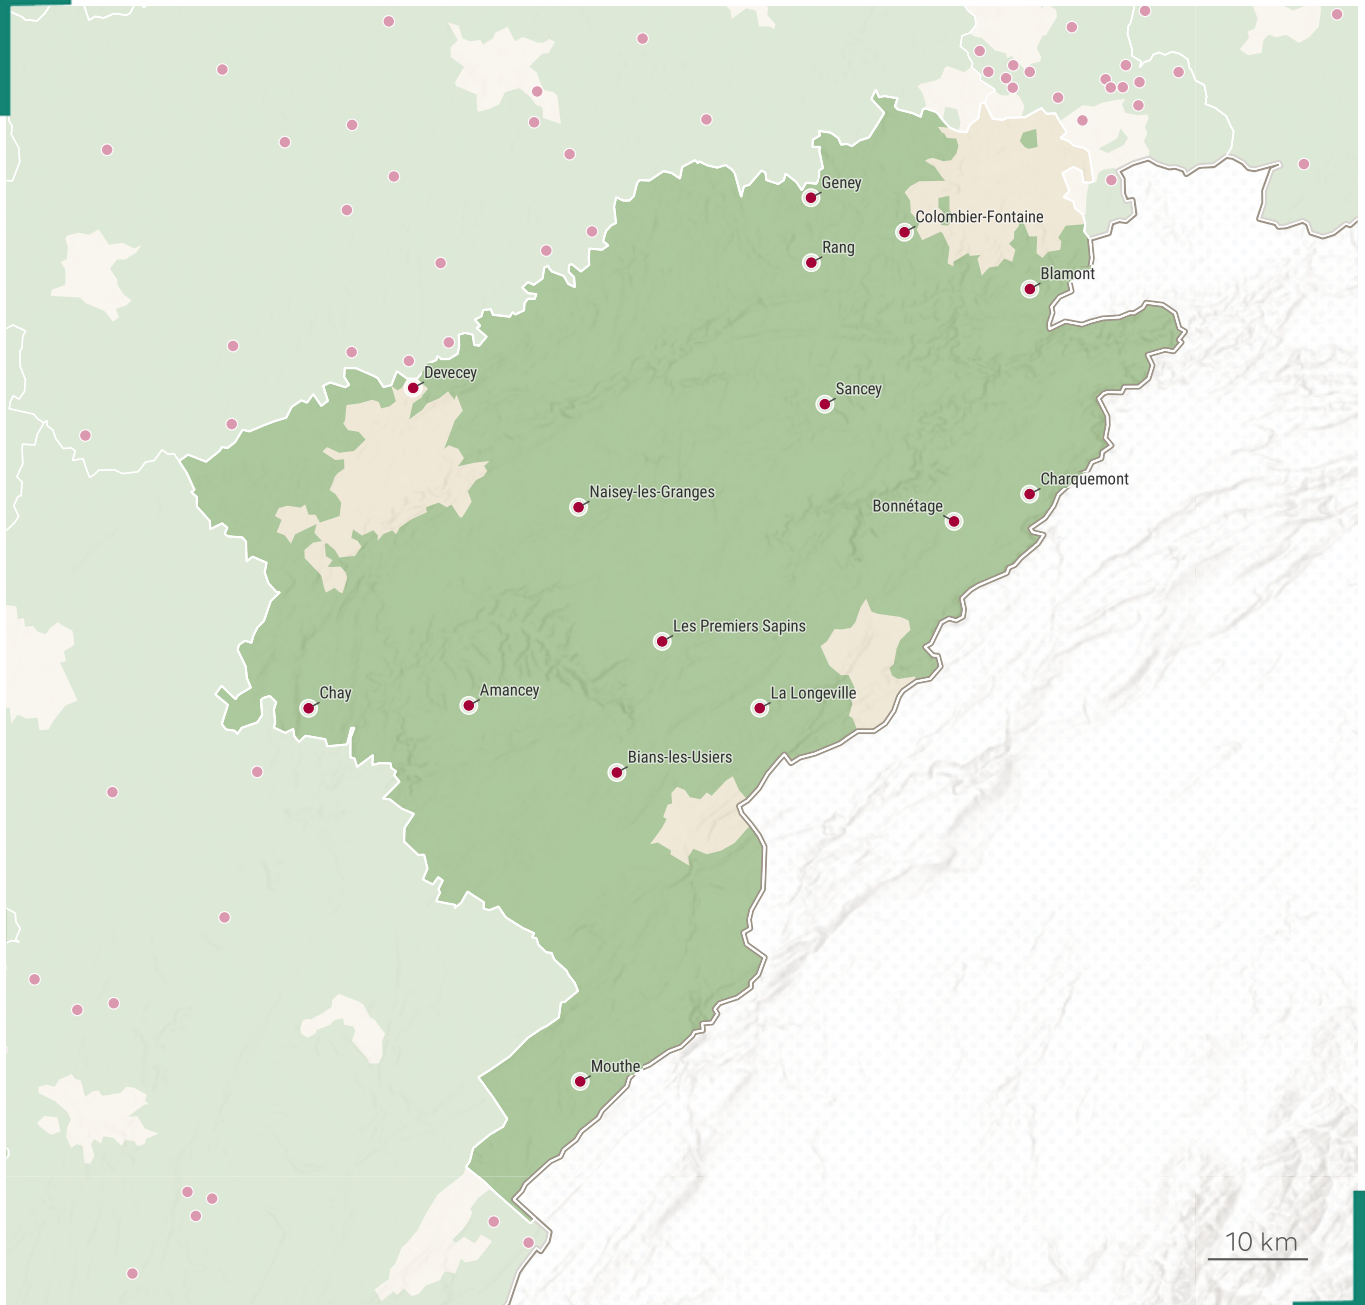 Geney
Colombier-Fontaine
Rang
Blamont
Devecey
Sancey
Charquemont
Naisey-les-Granges
Bonnétage
Les Premiers Sapins
Chay
Amancey
La Longeville
Bians-les-Usiers
Mouthe
10 km